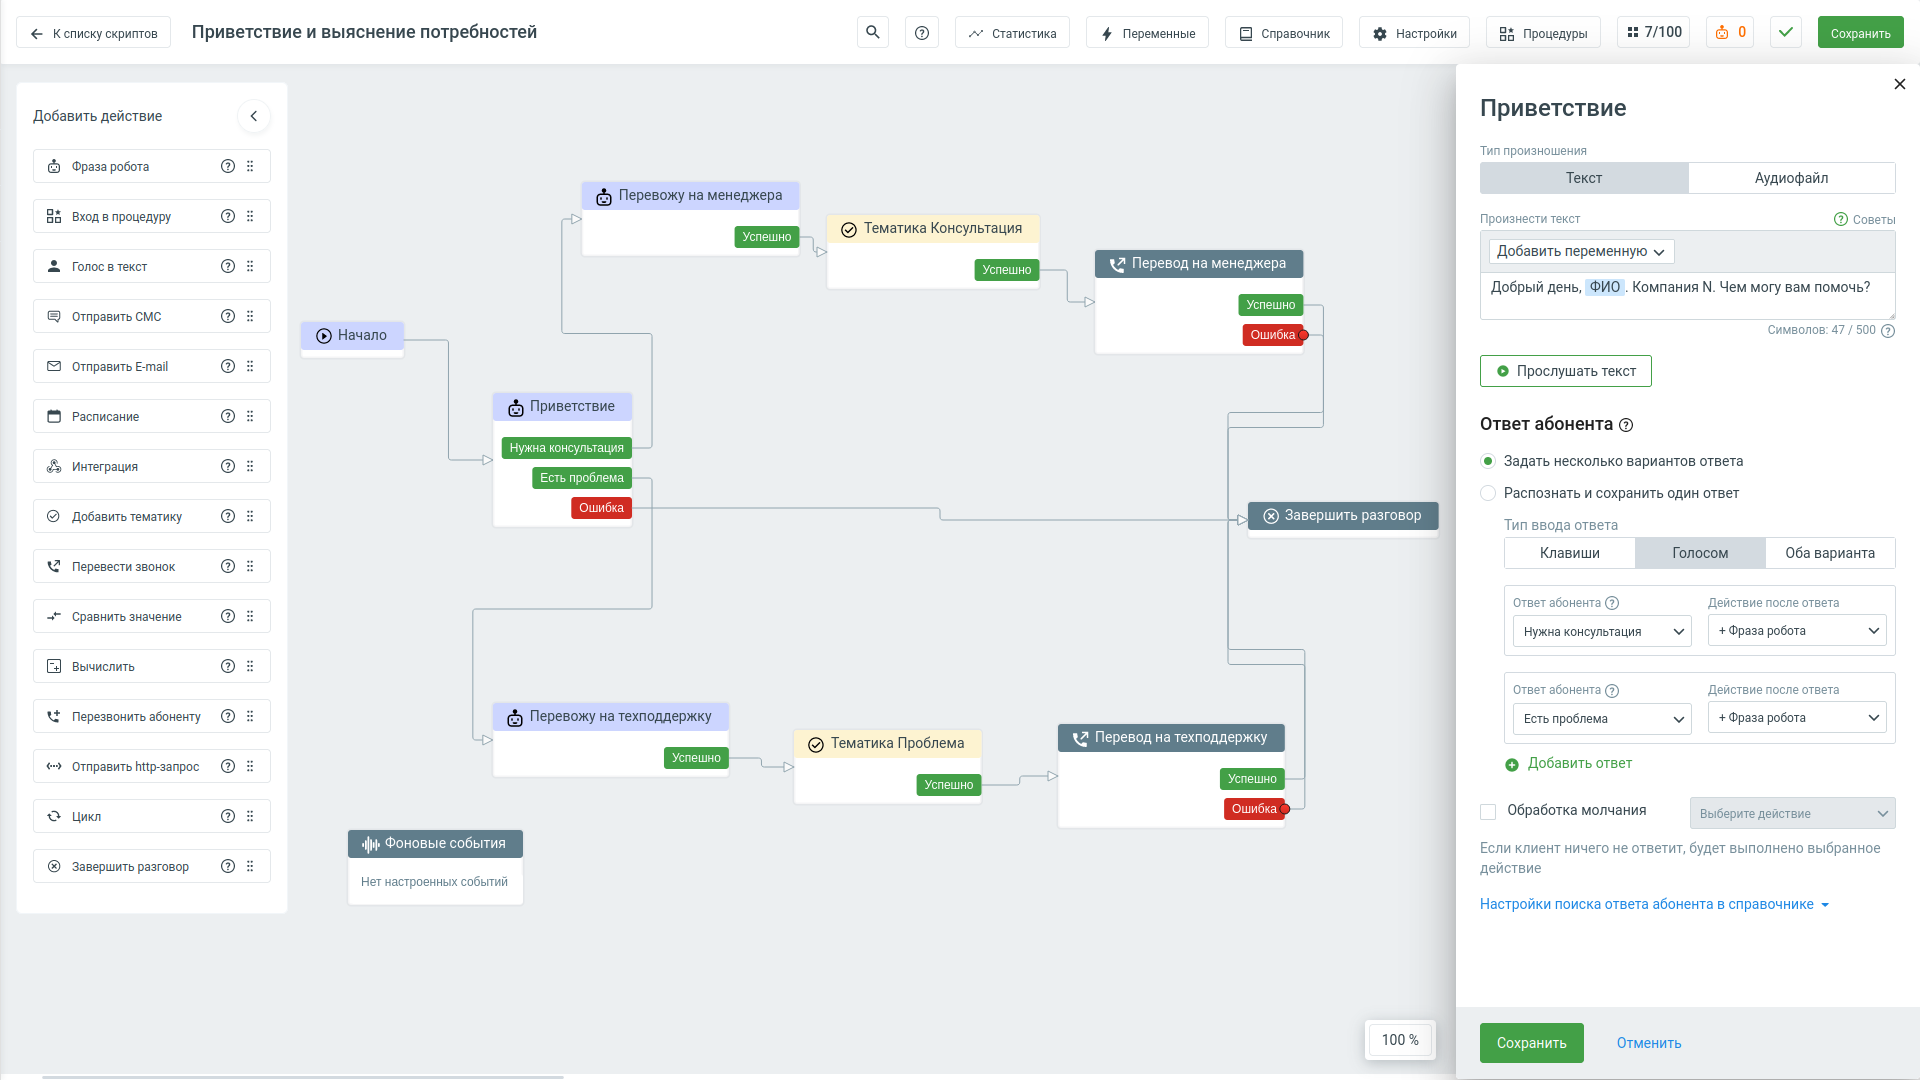 К списку скриптов
Приветствие и выяснение потребностей
Статистика
Переменные
Справочник
Настройки
Процедуры
7/100
0
Сохранить
Добавить действие
Фраза робота
Вход в процедуру
Голос в текст
Отправить СМС
Отправить E-mail
Расписание
Интеграция
Добавить тематику
Перевести звонок
Сравнить значение
Вычислить
Перезвонить абоненту
Отправить http-запрос
Цикл
Завершить разговор
Начало
Перевожу на менеджера
Успешно
Тематика Консультация
Успешно
Перевод на менеджера
Успешно
Ошибка
Приветствие
Нужна консультация
Есть проблема
Ошибка
Завершить разговор
Перевожу на техподдержку
Успешно
Тематика Проблема
Успешно
Перевод на техподдержку
Успешно
Ошибка
Фоновые события
Нет настроенных событий
100 %
Приветствие
Тип произношения
Текст
Аудиофайл
Произнести текст
Советы
Добавить переменную
Добрый день, ФИО . Компания N. Чем могу вам помочь?
Символов: 47 / 500
Прослушать текст
Ответ абонента
Задать несколько вариантов ответа
Распознать и сохранить один ответ
Тип ввода ответа
Клавиши
Голосом
Оба варианта
Ответ абонента
Действие после ответа
Нужна консультация
+ Фраза робота
Ответ абонента
Действие после ответа
Есть проблема
+ Фраза робота
Добавить ответ
Обработка молчания
Выберите действие
Если клиент ничего не ответит, будет выполнено выбранное
действие
Настройки поиска ответа абонента в справочнике
Сохранить
Отменить